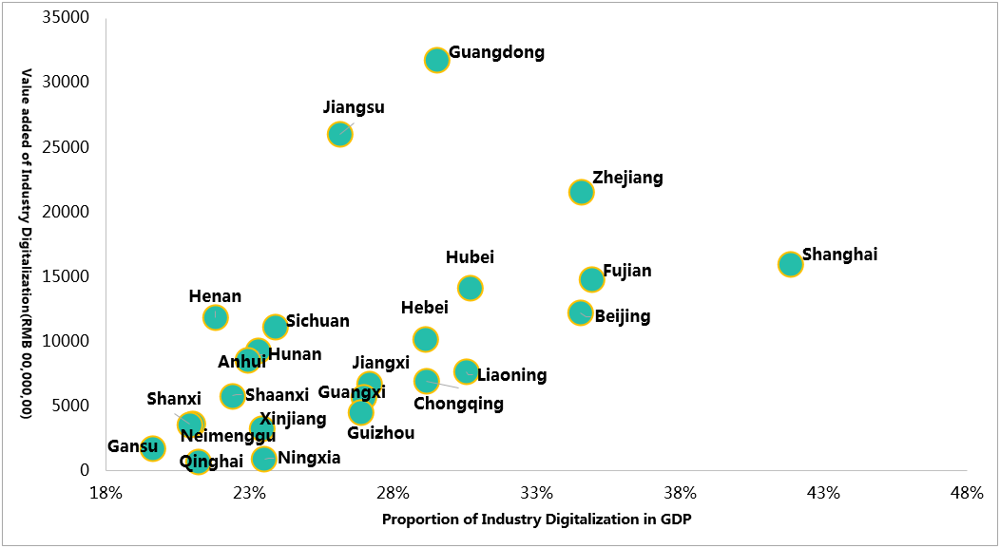 35000
30000
25000
20000
15000
10000
5000
0
Value added of Industry Digitalization(RMB 00,000,00)
Guangdong
Jiangsu
Zhejiang
Shanghai
Hubei
Fujian
Henan
Hebei
Beijing
Sichuan
Hunan
Anhui
Jiangxi
Liaoning
Guangxi
Shanxi
Shaanxi
Chongqing
Xinjiang
Guizhou
Neimenggu
Gansu
Qinghai
Ningxia
18%
23%
28%
33%
38%
43%
48%
Proportion of Industry Digitalization in GDP